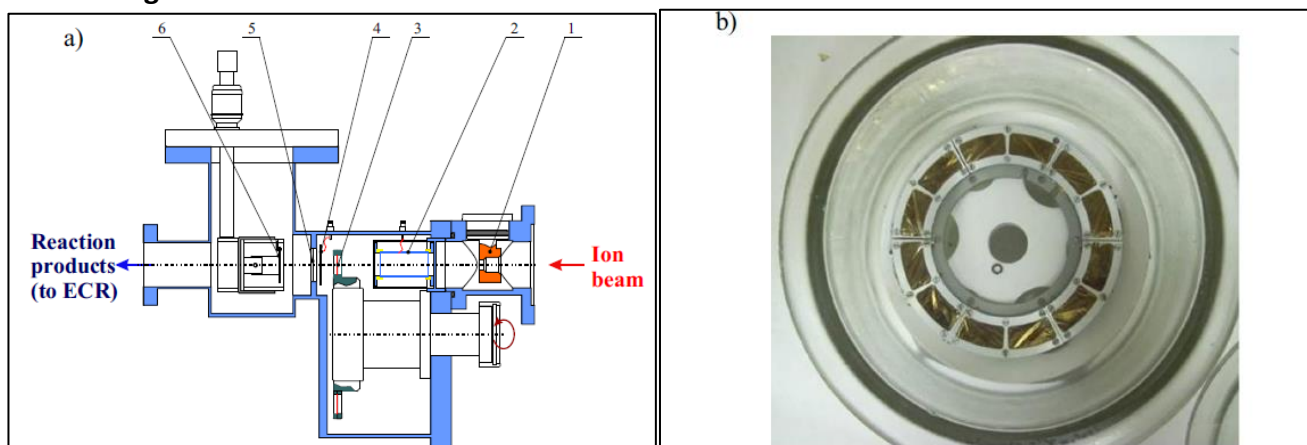 a)
6
5
4
3
2
1
Reaction
products
(to ECR)
Ion
beam
b)